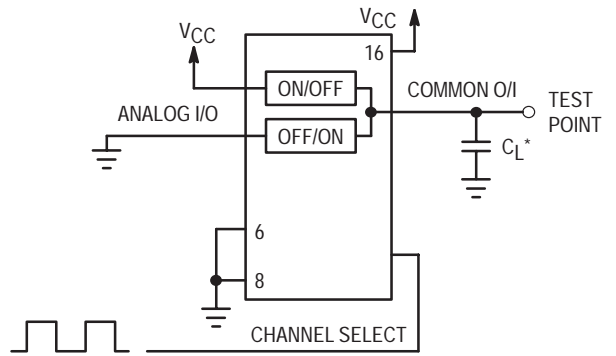 VCC
VCC
16
ON/OFF
COMMON O/I
ANALOG I/O
OFF/ON
TEST
POINT
CL*
6
8
CHANNEL SELECT